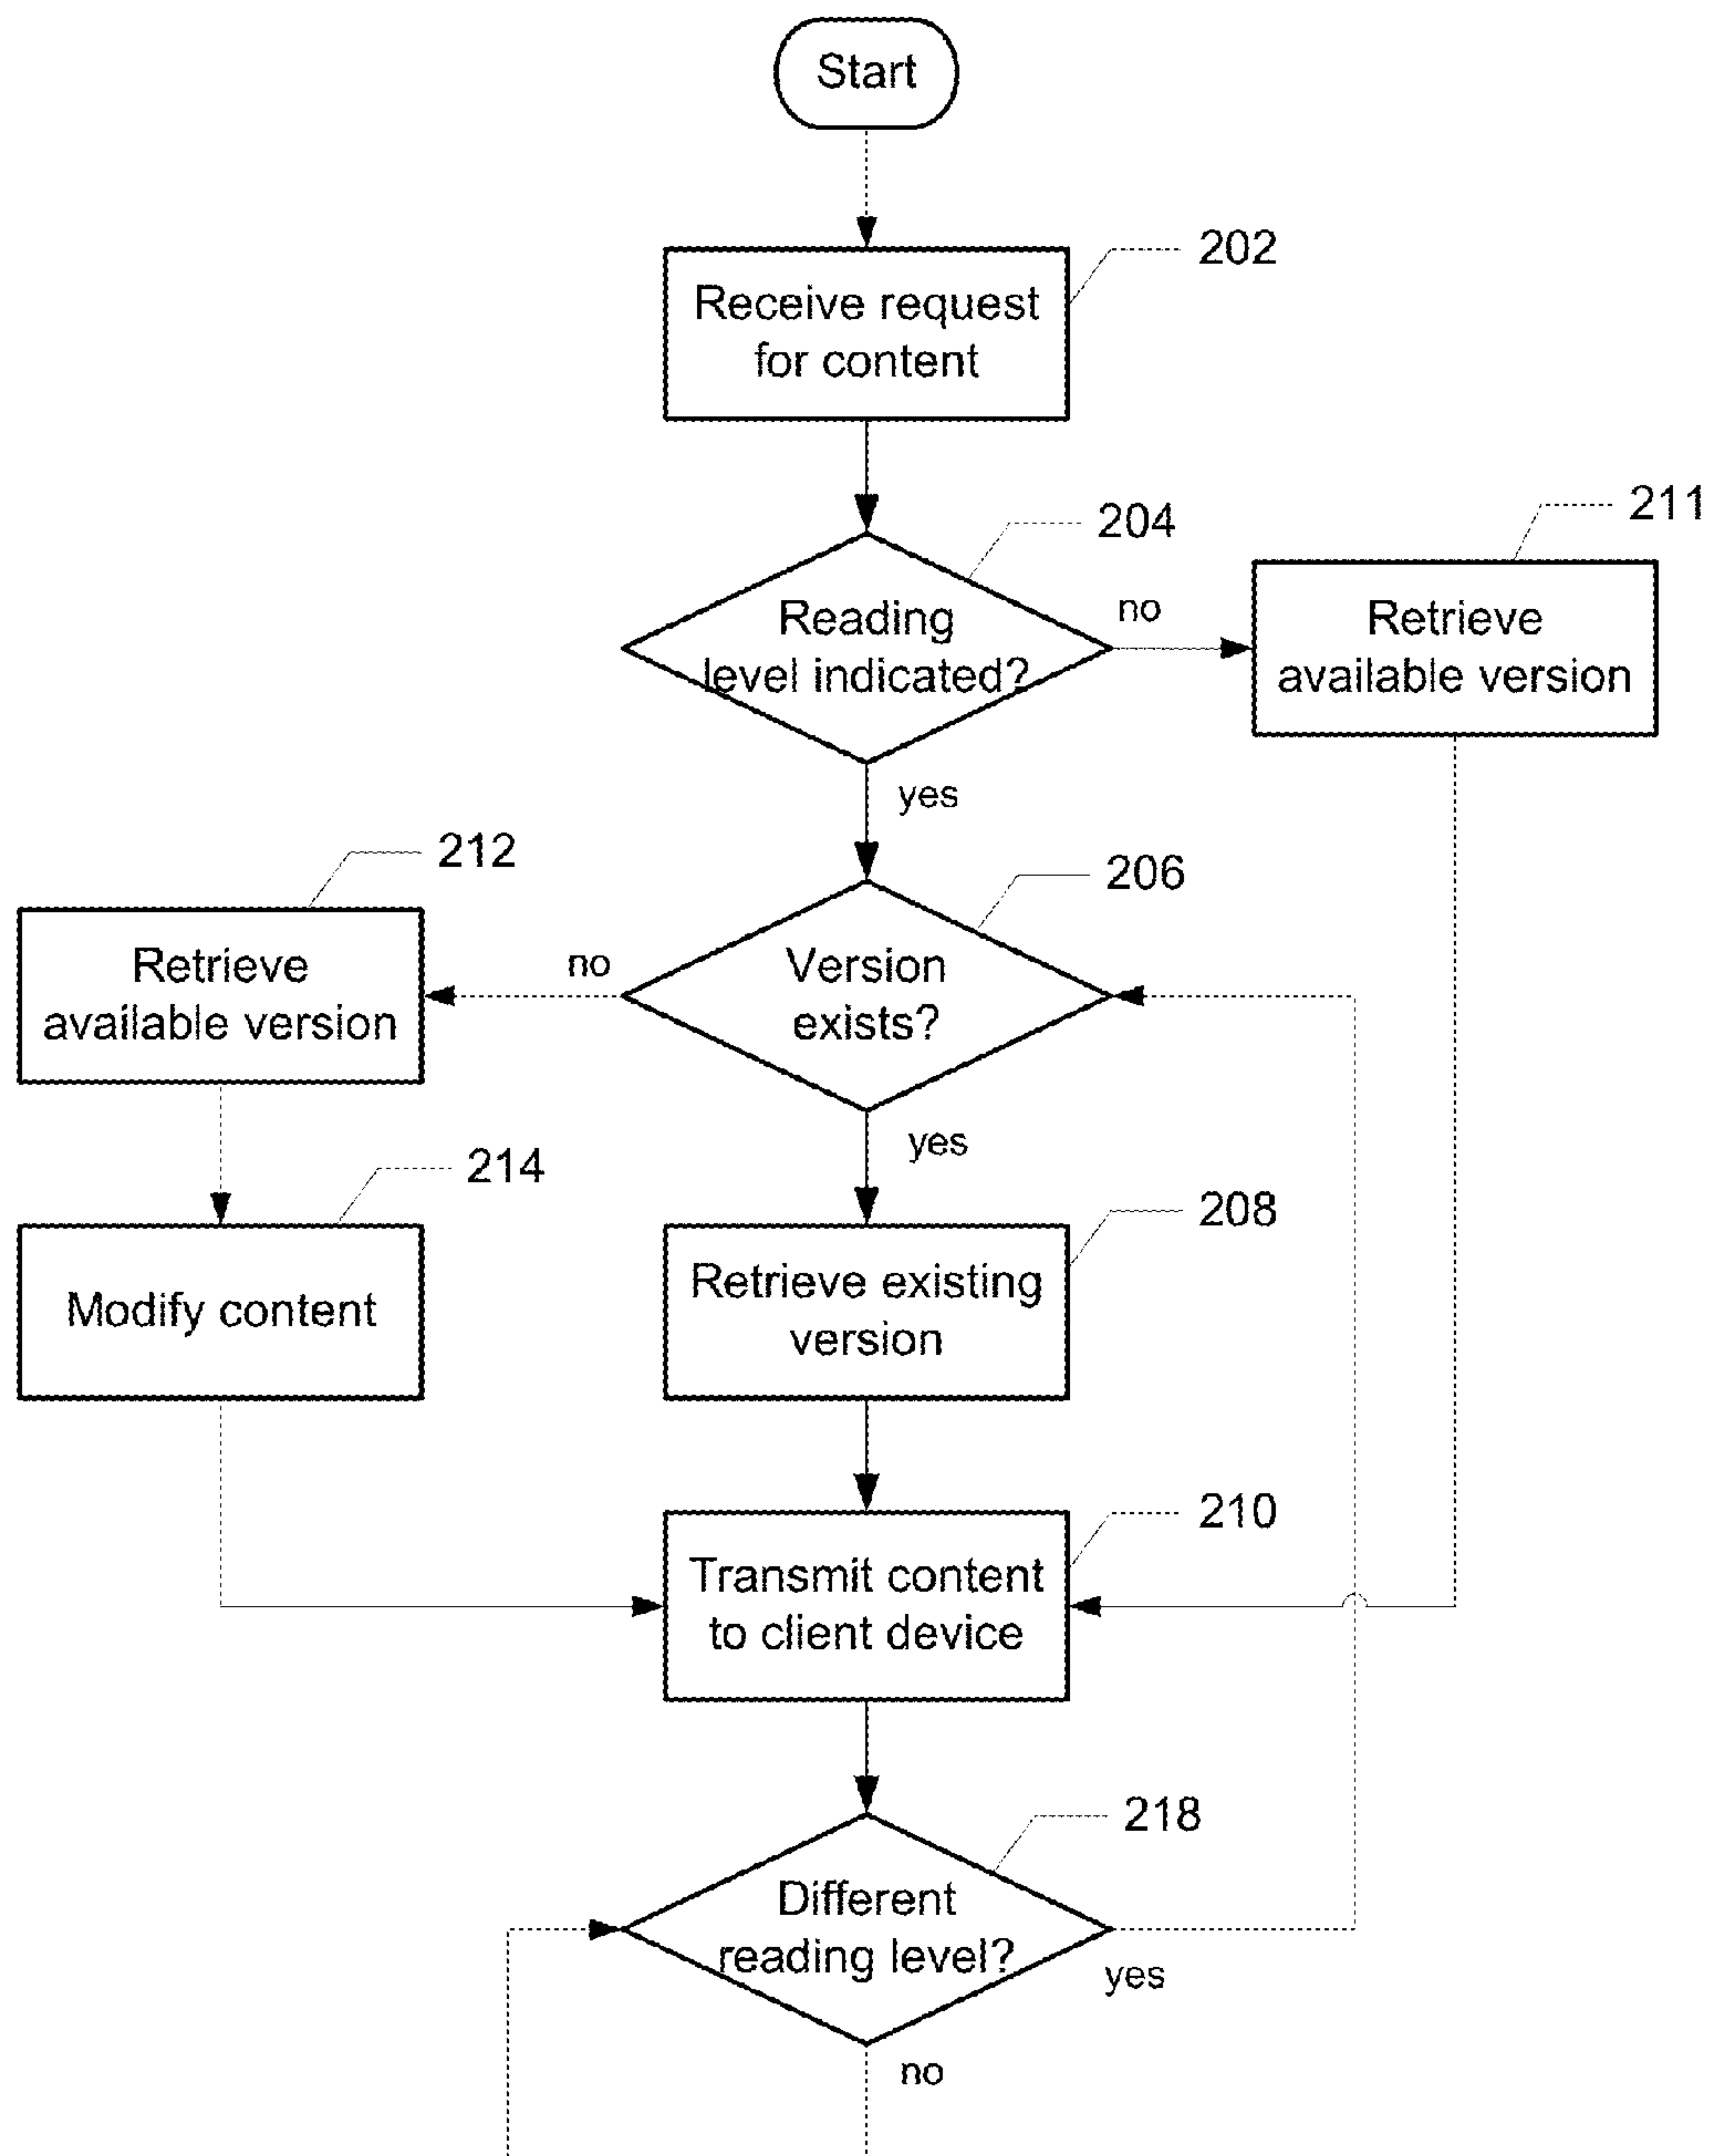 Start
202
Receive request
for content
204
Reading
level indicated?
no
211
Retrieve
available version
yes
212
Retrieve
available version
no
206
Version
exists?
yes
214
Modify content
208
Retrieve existing
version
210
Transmit content
to client device
218
Different
reading level?
yes
no